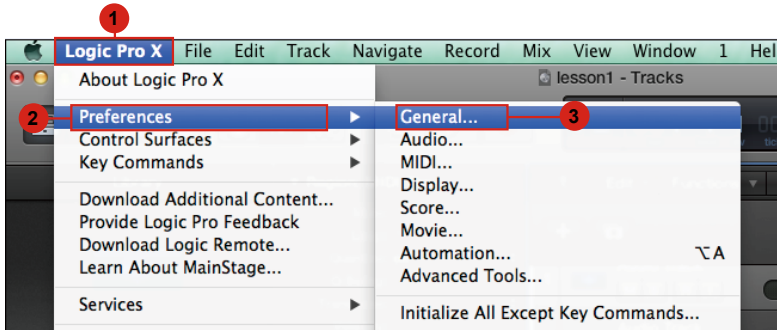 1
Logic Pro X File Edit Track Navigate Record Mix View Window 1 Hel
lesson1 - Tracks
About Logic Pro X
2
Preferences
Control Surfaces
Key Commands
Download Additional Content...
Provide Logic Pro Feedback
Download Logic Remote...
Learn About MainStage...
Services
General...
3
Audio...
MIDI...
Display...
Score...
Movie...
Automation... ⌥A
Advanced Tools...
Initialize All Except Key Commands...